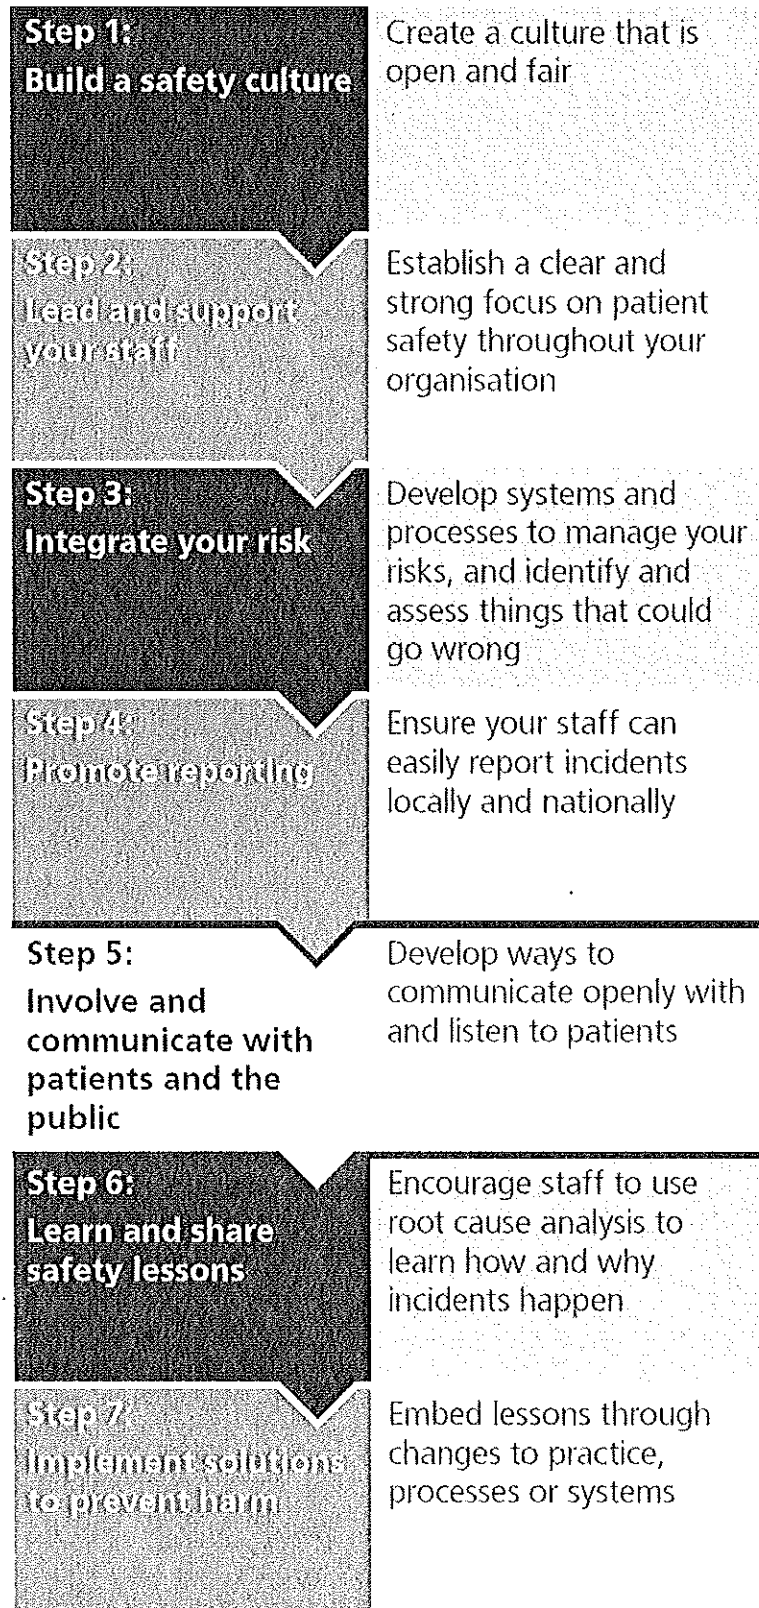 Step 1:
Build a safety culture
Create a culture that is
open and fair
Step 2:
Lead and support
your staff
Establish a clear and
strong focus on patient
safety throughout your
organisation
Step 3:
Integrate your risk
Develop systems and
processes to manage your
risks, and identify and
assess things that could
go wrong
Step 4:
Promote reporting
Ensure your staff can
easily report incidents
locally and nationally
Step 5:
Involve and
communicate with
patients and the
public
Develop ways to
communicate openly with
and listen to patients
Step 6:
Learn and share
safety lessons
Encourage staff to use
root cause analysis to
learn how and why
incidents happen
Step 7:
Implement solutions
to prevent harm
Embed lessons through
changes to practice,
processes or systems